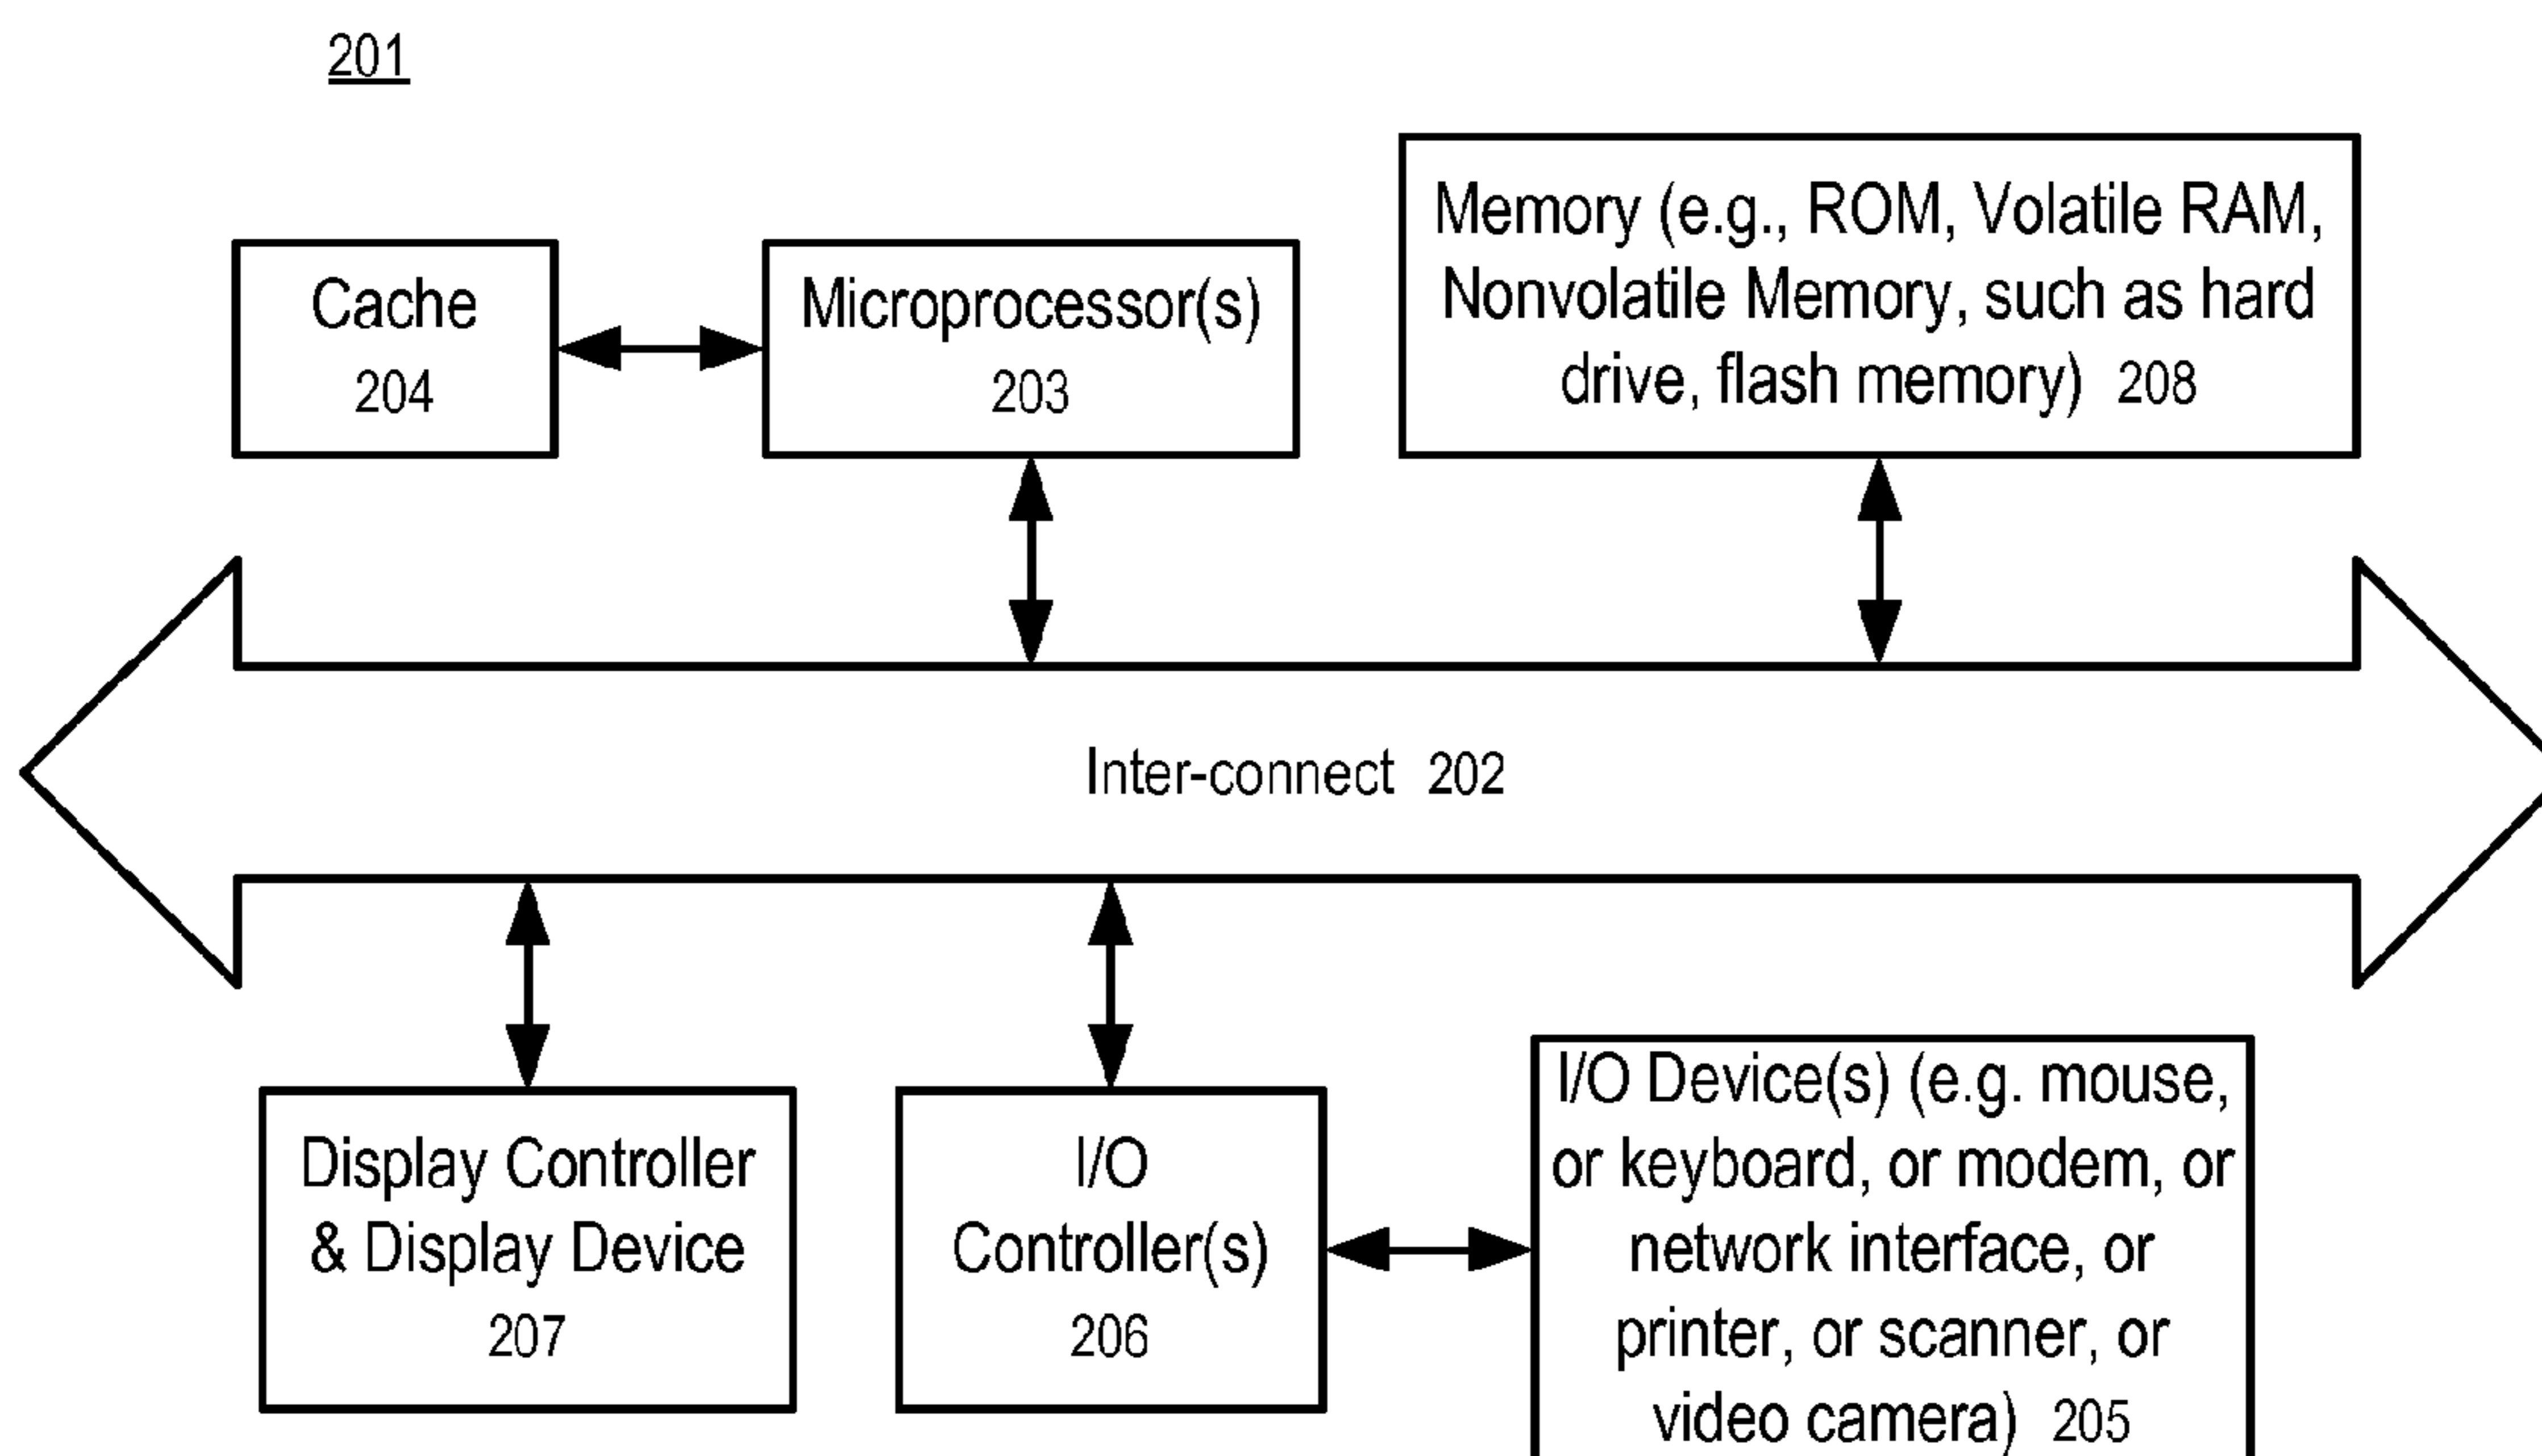 201
Cache
204
Microprocessor(s)
203
Memory (e.g., ROM, Volatile RAM,
Nonvolatile Memory, such as hard
drive, flash memory) 208
Inter-connect 202
Display Controller
& Display Device
207
I/O
Controller(s)
206
I/O Device(s) (e.g. mouse,
or keyboard, or modem, or
network interface, or
printer, or scanner, or
video camera) 205